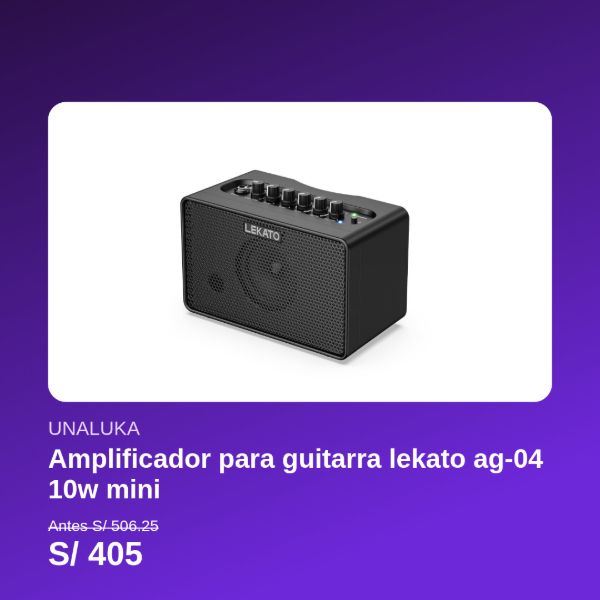 LEKATO
UNALUKA
Amplificador para guitarra lekato ag-04
10w mini
Antes S/ 506.25
S/ 405